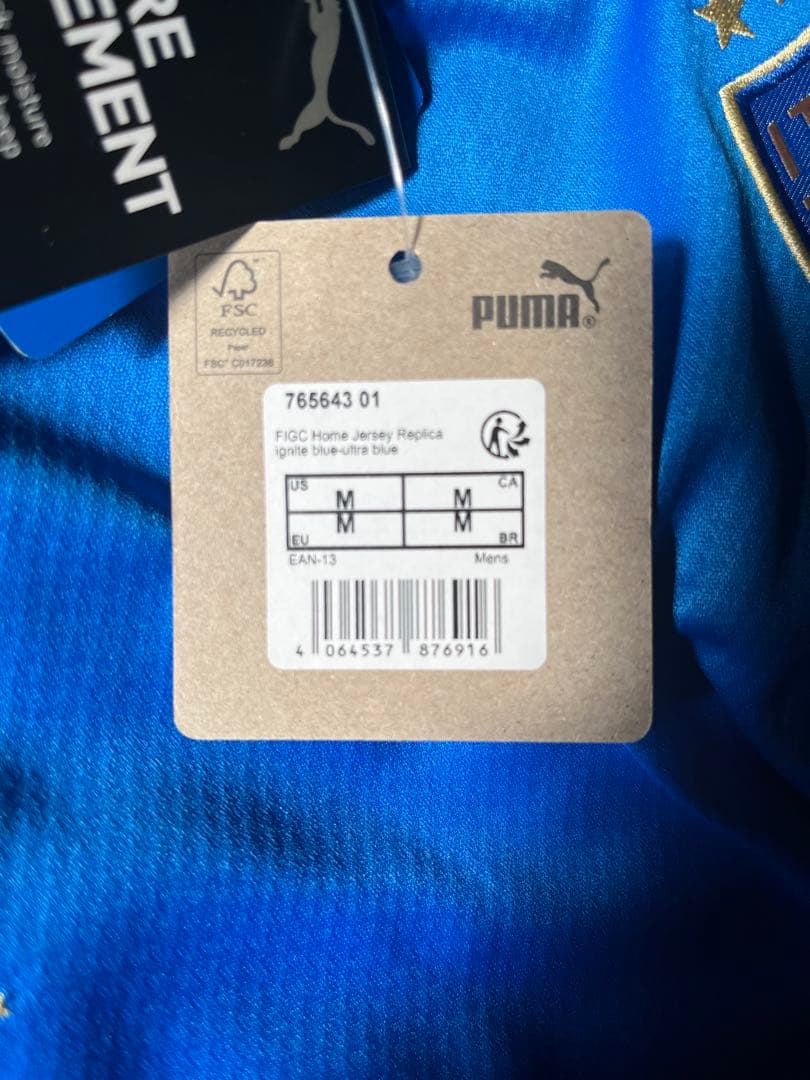 RE
EMENT
moisture
FSC
RECYCLED
Paper
FSC® C017236
PUMA®
765643 01
FIGC Home Jersey Replica
ignite blue-ultra blue
US M M CA
EU M M BR
EAN-13 Mens
4 064537 876916